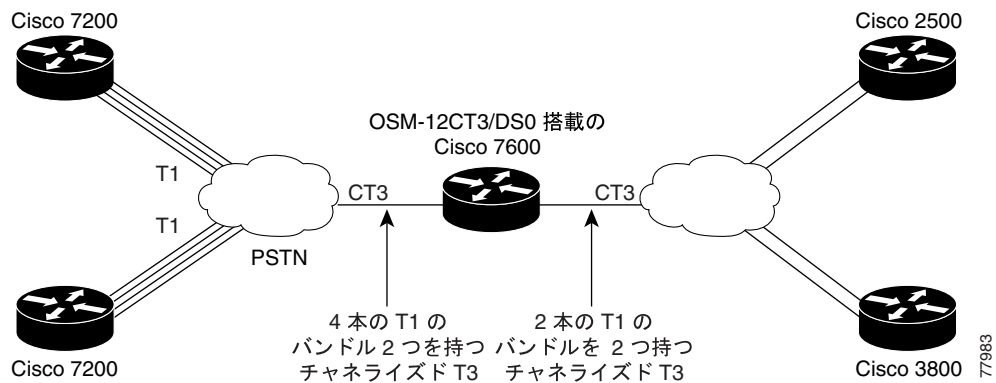 Cisco 7200
Cisco 2500
OSM-12CT3/DS0 搭載の
Cisco 7600
T1
CT3
CT3
T1
PSTN
4 本の T1 の
バンドル 2 つを持つ
チャネライズド T3
2 本の T1 の
バンドルを 2 つ持つ
チャネライズド T3
Cisco 7200
Cisco 3800
77983